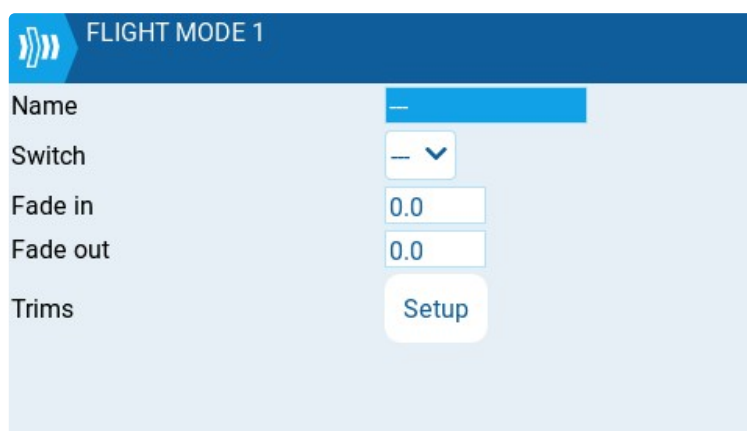 FLIGHT MODE 1
Name ---
Switch ---
Fade in 0.0
Fade out 0.0
Trims Setup